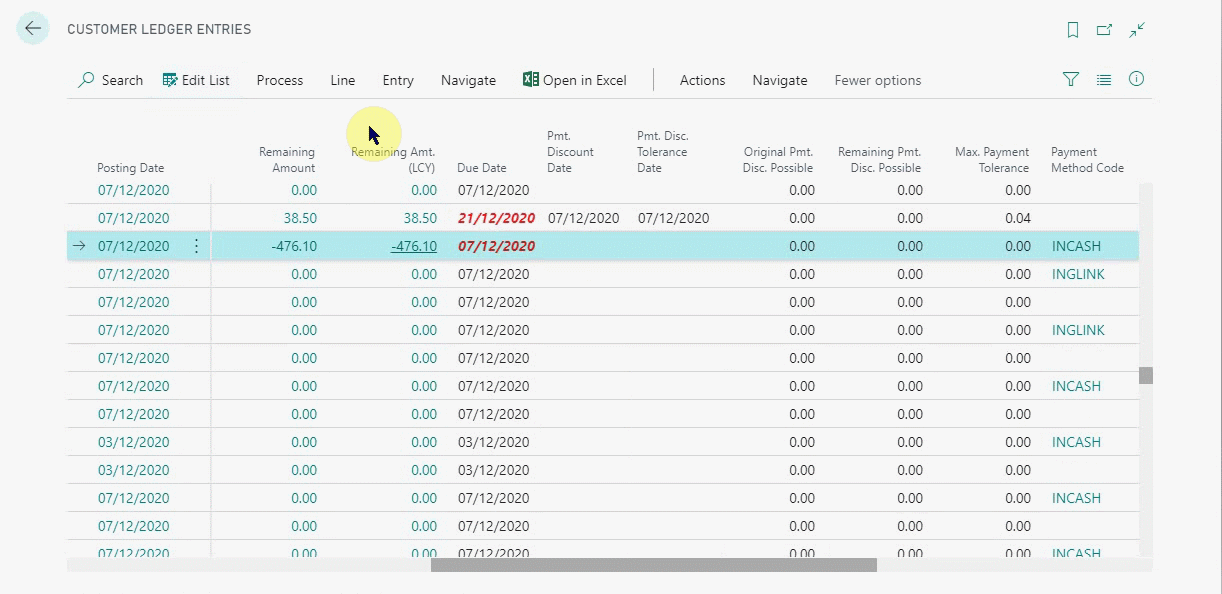 CUSTOMER LEDGER ENTRIES
Search Edit List Process Line Entry Navigate Open in Excel Actions Navigate Fewer options
Posting Date Remaining Amount Remaining Amt. (LCY) Due Date Pmt. Discount Date Pmt. Disc. Tolerance Date Original Pmt. Disc. Possible Remaining Pmt. Disc. Possible Max. Payment Tolerance Payment Method Code
07/12/2020 0.00 0.00 07/12/2020 0.00 0.00 0.00
07/12/2020 38.50 38.50 21/12/2020 07/12/2020 07/12/2020 0.00 0.00 0.04
07/12/2020 -476.10 -476.10 07/12/2020 0.00 0.00 0.00 INCASH
07/12/2020 0.00 0.00 07/12/2020 0.00 0.00 0.00 INGLINK
07/12/2020 0.00 0.00 07/12/2020 0.00 0.00 0.00
07/12/2020 0.00 0.00 07/12/2020 0.00 0.00 0.00 INGLINK
07/12/2020 0.00 0.00 07/12/2020 0.00 0.00 0.00
07/12/2020 0.00 0.00 07/12/2020 0.00 0.00 0.00 INCASH
07/12/2020 0.00 0.00 07/12/2020 0.00 0.00 0.00
03/12/2020 0.00 0.00 03/12/2020 0.00 0.00 0.00 INCASH
03/12/2020 0.00 0.00 03/12/2020 0.00 0.00 0.00
07/12/2020 0.00 0.00 07/12/2020 0.00 0.00 0.00 INCASH
07/12/2020 0.00 0.00 07/12/2020 0.00 0.00 0.00
07/12/2020 0.00 0.00 07/12/2020 0.00 0.00 0.00 INCASH